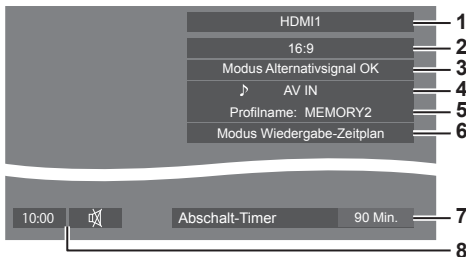 HDMI1 1
16:9 2
Modus Alternativsignal OK 3
AV IN 4
Profilname: MEMORY2 5
Modus Wiedergabe-Zeitplan 6
10:00 Abschalt-Timer 90 Min. 7
8